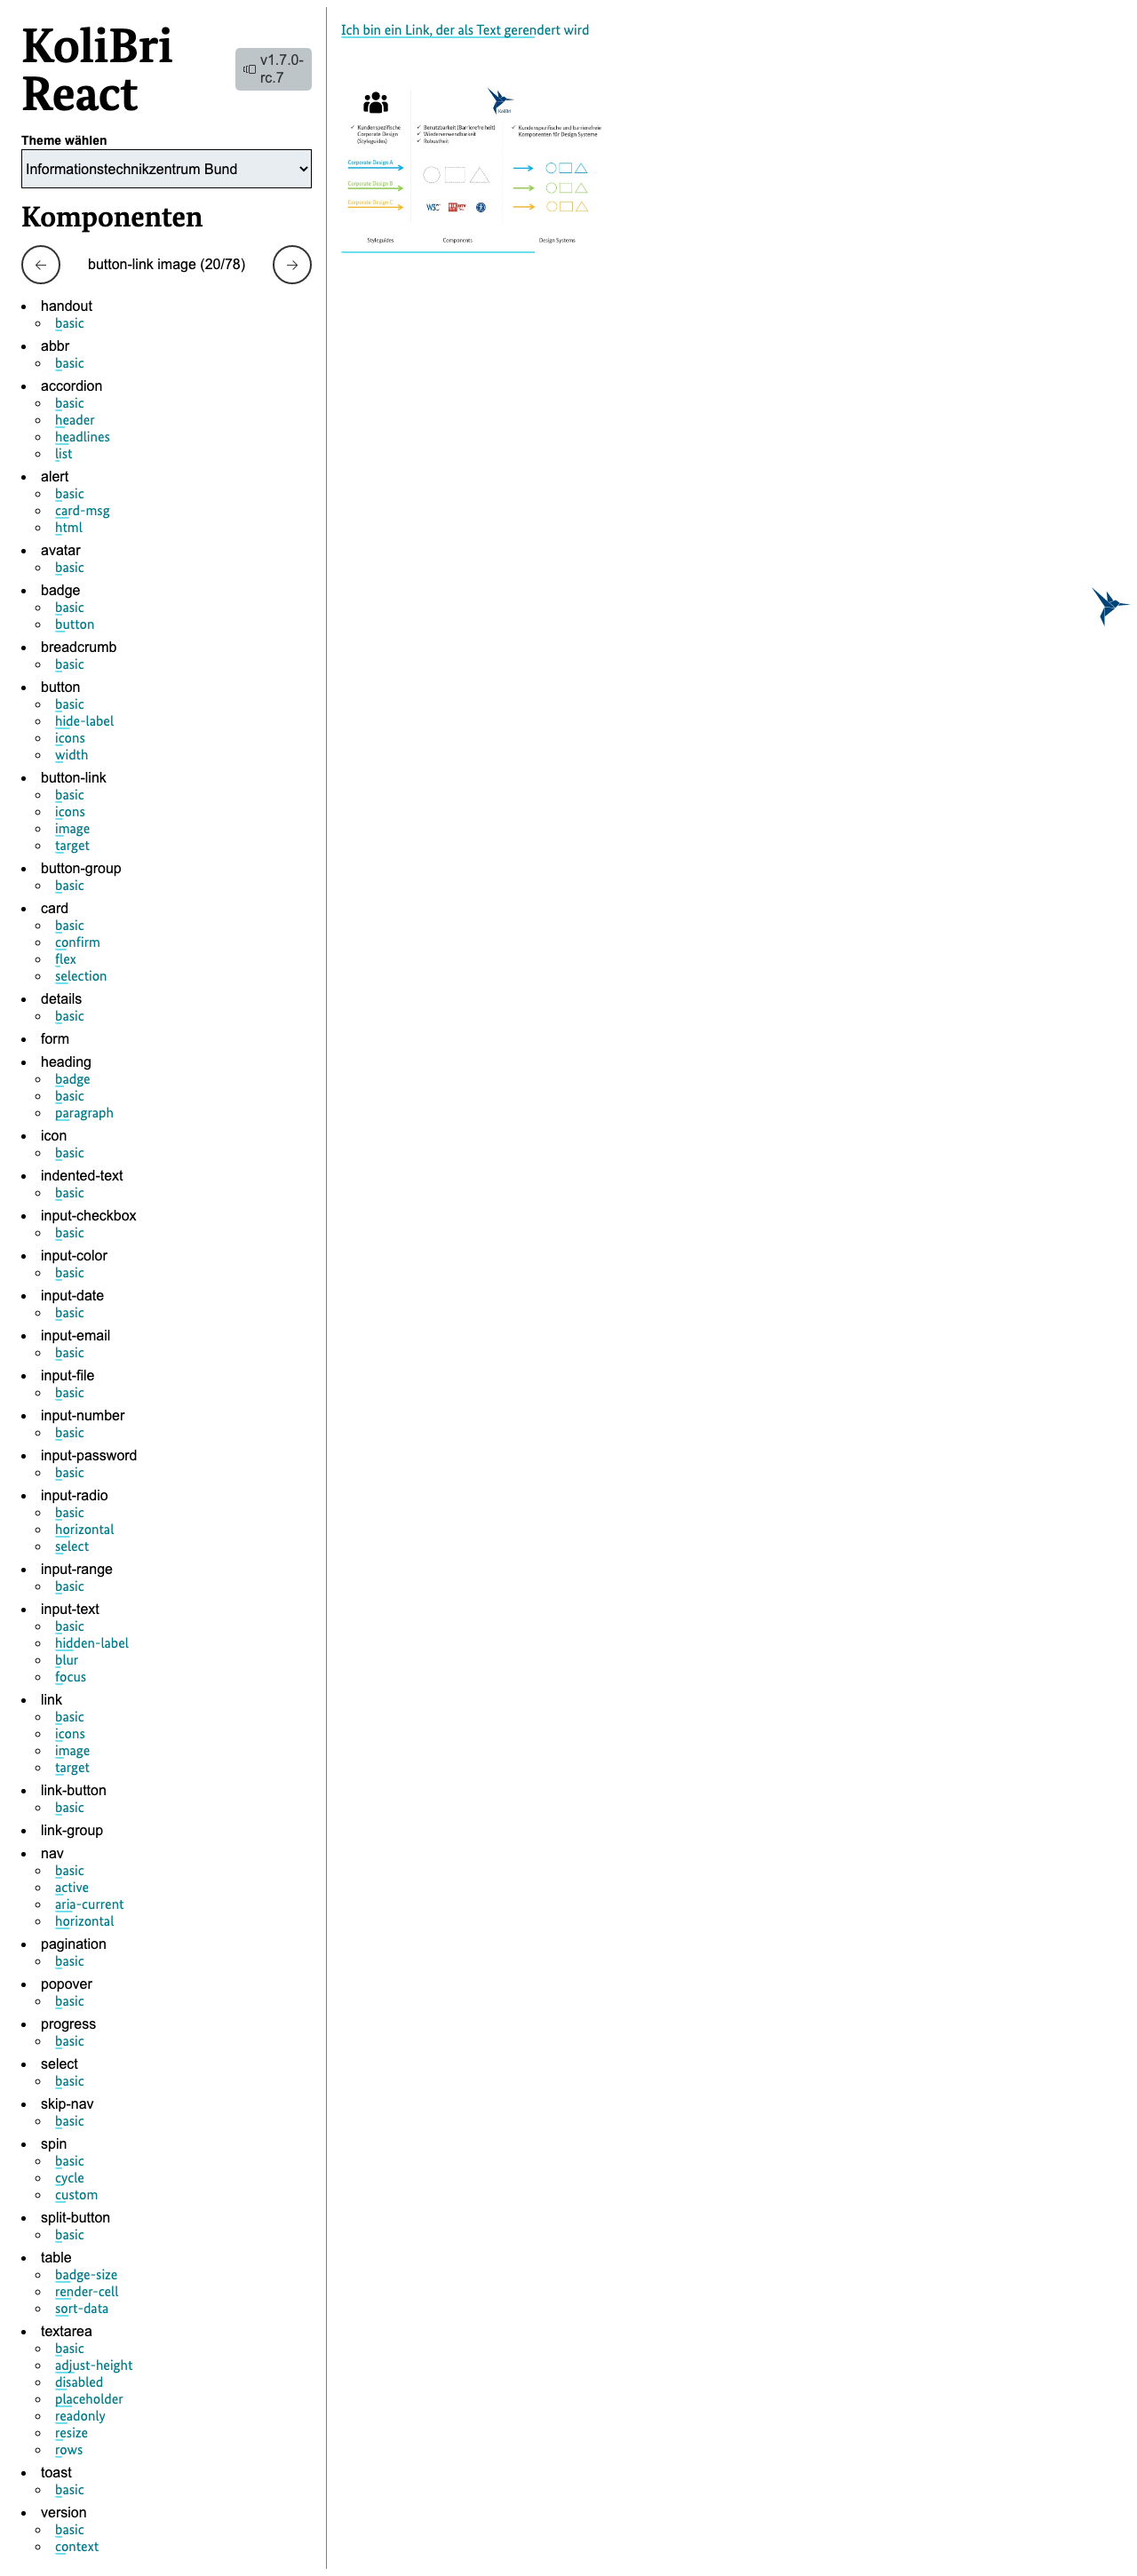 KoliBri
React
v1.7.0-
rc.7
Theme wählen
Informationstechnikzentrum Bund
Komponenten
button-link image (20/78)
handout
basic
abbr
basic
accordion
basic
header
headlines
list
alert
basic
card-msg
html
avatar
basic
badge
basic
button
breadcrumb
basic
button
basic
hide-label
icons
width
button-link
basic
icons
image
target
button-group
basic
card
basic
confirm
flex
selection
details
basic
form
heading
badge
basic
paragraph
icon
basic
indented-text
basic
input-checkbox
basic
input-color
basic
input-date
basic
input-email
basic
input-file
basic
input-number
basic
input-password
basic
input-radio
basic
horizontal
select
input-range
basic
input-text
basic
hidden-label
blur
focus
link
basic
icons
image
target
link-button
basic
link-group
nav
basic
active
aria-current
horizontal
pagination
basic
popover
basic
progress
basic
select
basic
skip-nav
basic
spin
basic
cycle
custom
split-button
basic
table
badge-size
render-cell
sort-data
textarea
basic
adjust-height
disabled
placeholder
readonly
resize
rows
toast
basic
version
basic
context
Ich bin ein Link, der als Text gerendert wird
KoliBri
✓ Kundenspezifische
Corporate Design
(Styleguides)
✓ Benutzbarkeit (Barrierefreiheit)
✓ Wiederverwendbarkeit
✓ Robustheit
✓ Kundenspezifische und barrierefreie
Komponenten für Design Systeme
Corporate Design A
Corporate Design B
Corporate Design C
W3C
Styleguides
Components
Design Systems